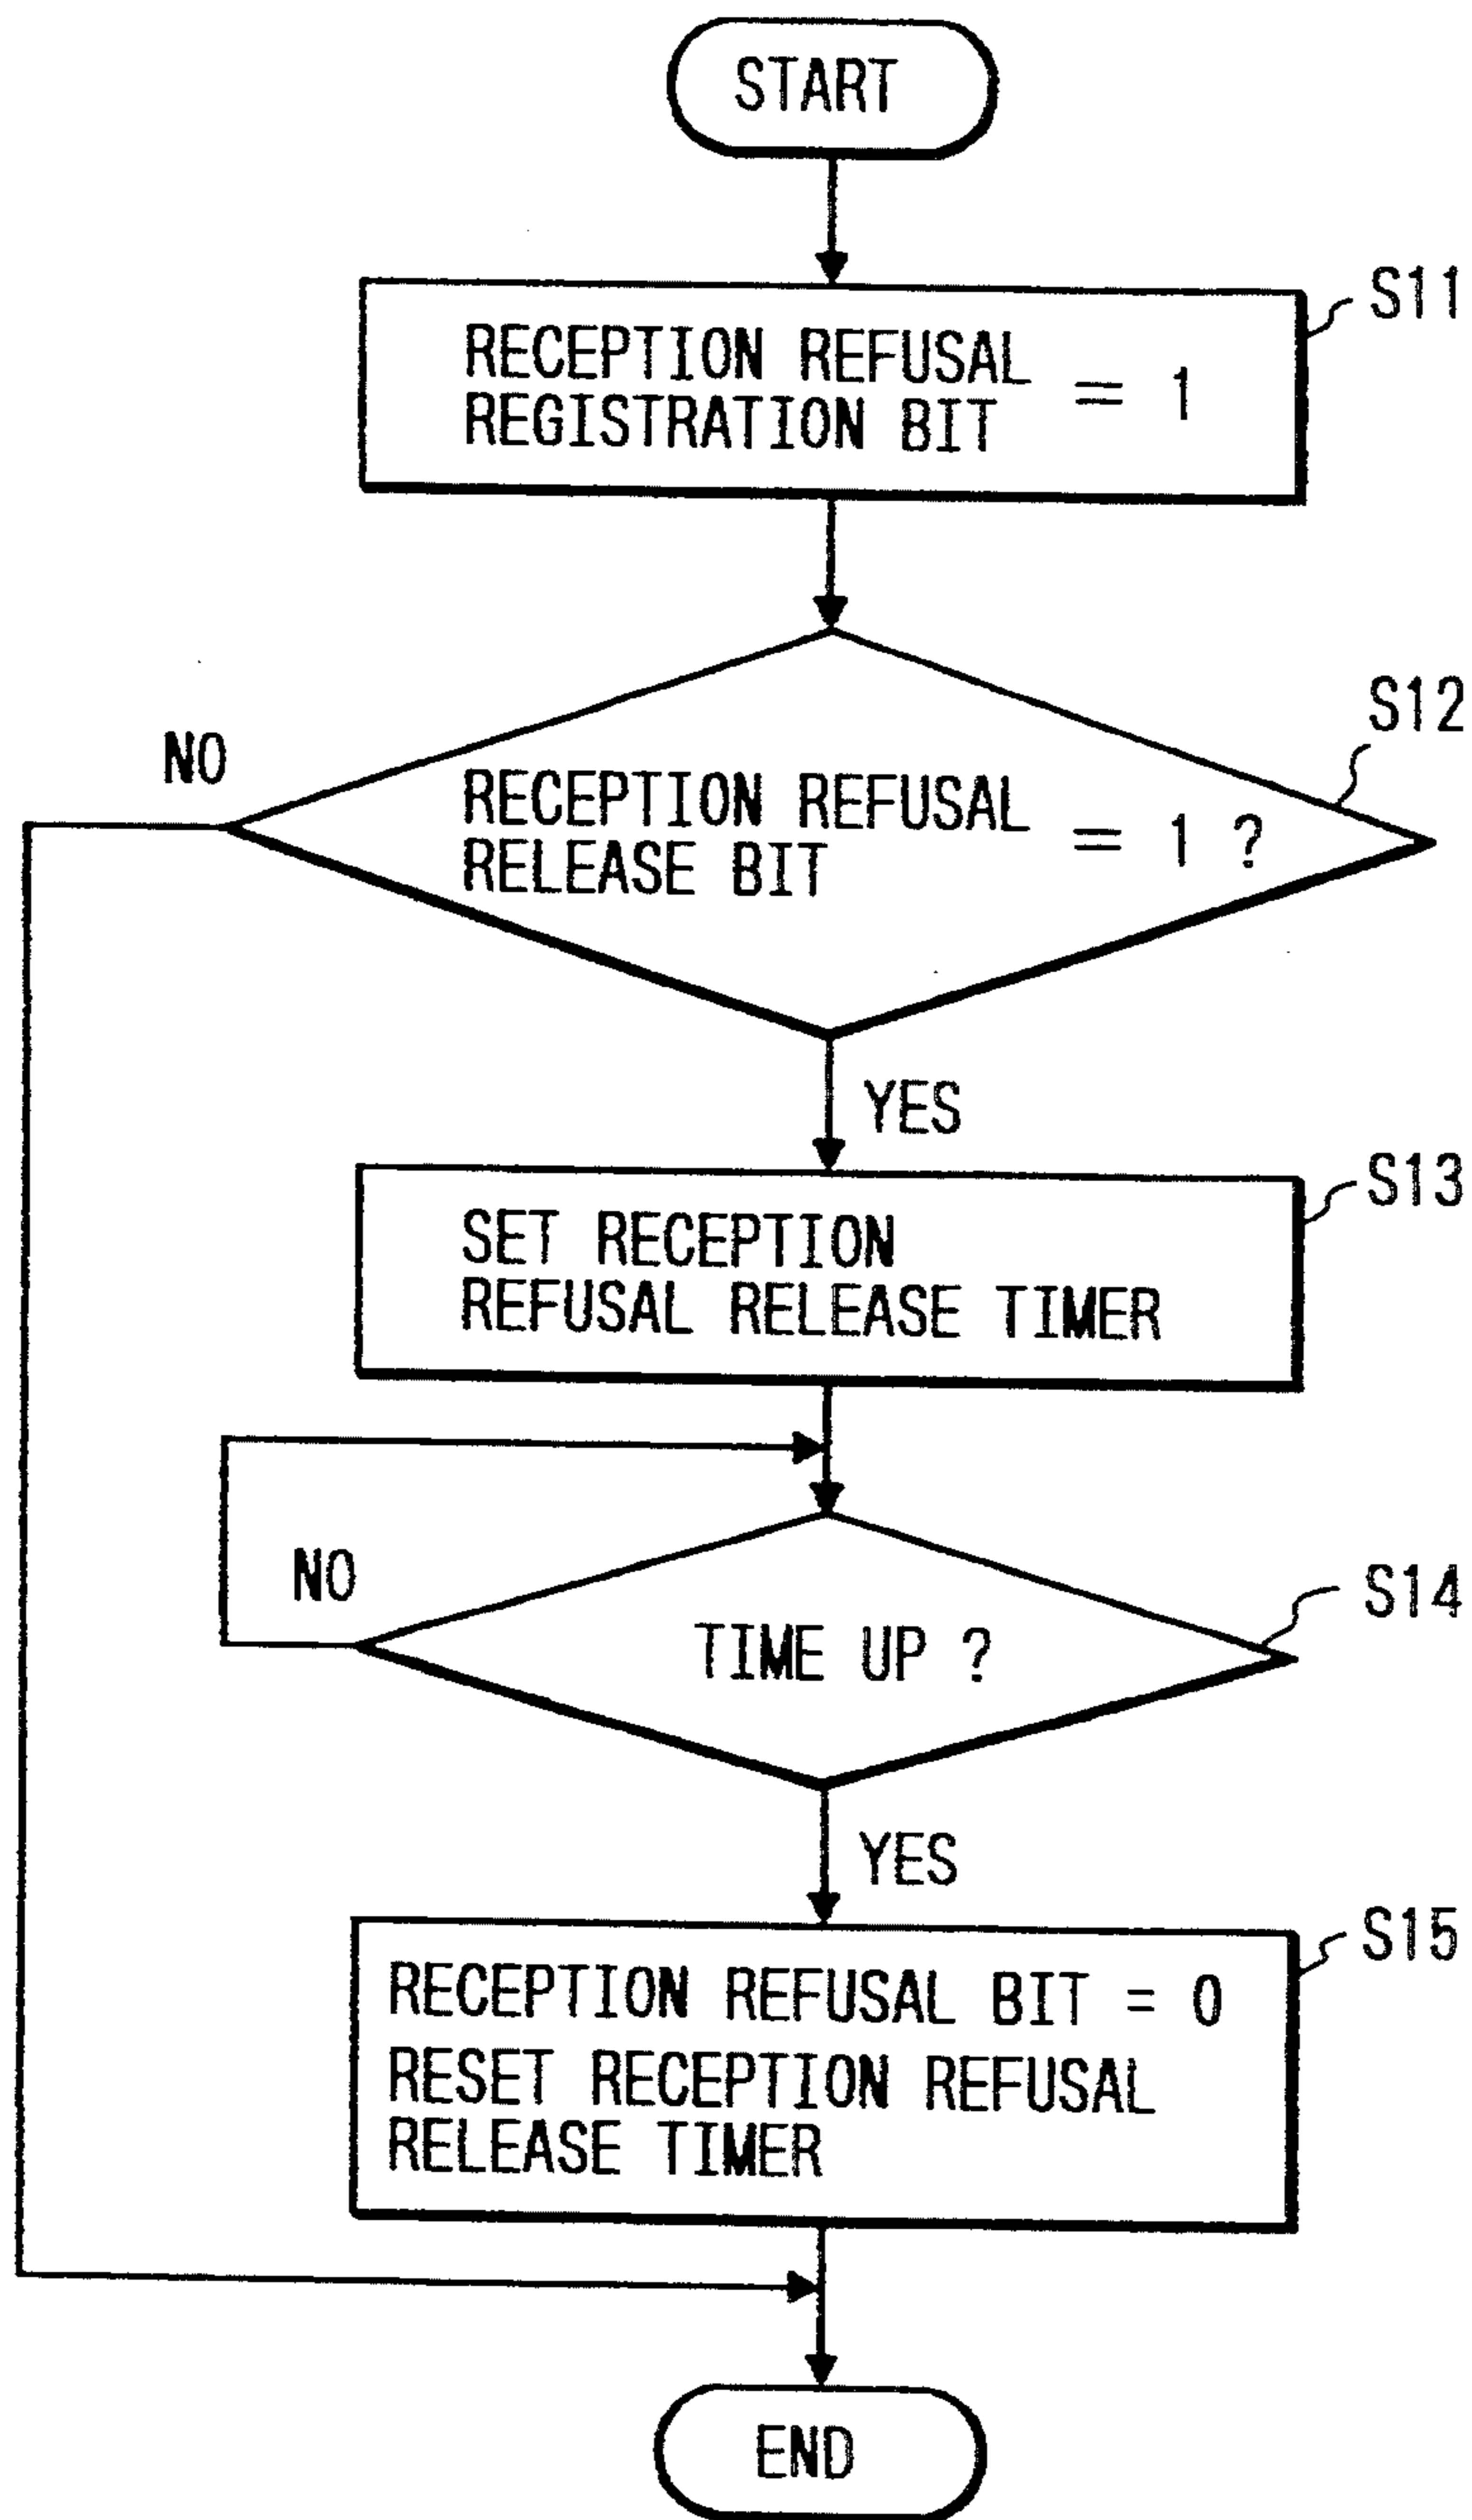 START
S11
RECEPTION REFUSAL
REGISTRATION BIT = 1
S12
NO
RECEPTION REFUSAL
RELEASE BIT = 1 ?
YES
S13
SET RECEPTION
REFUSAL RELEASE TIMER
NO
S14
TIME UP ?
YES
S15
RECEPTION REFUSAL BIT = 0
RESET RECEPTION REFUSAL
RELEASE TIMER
END